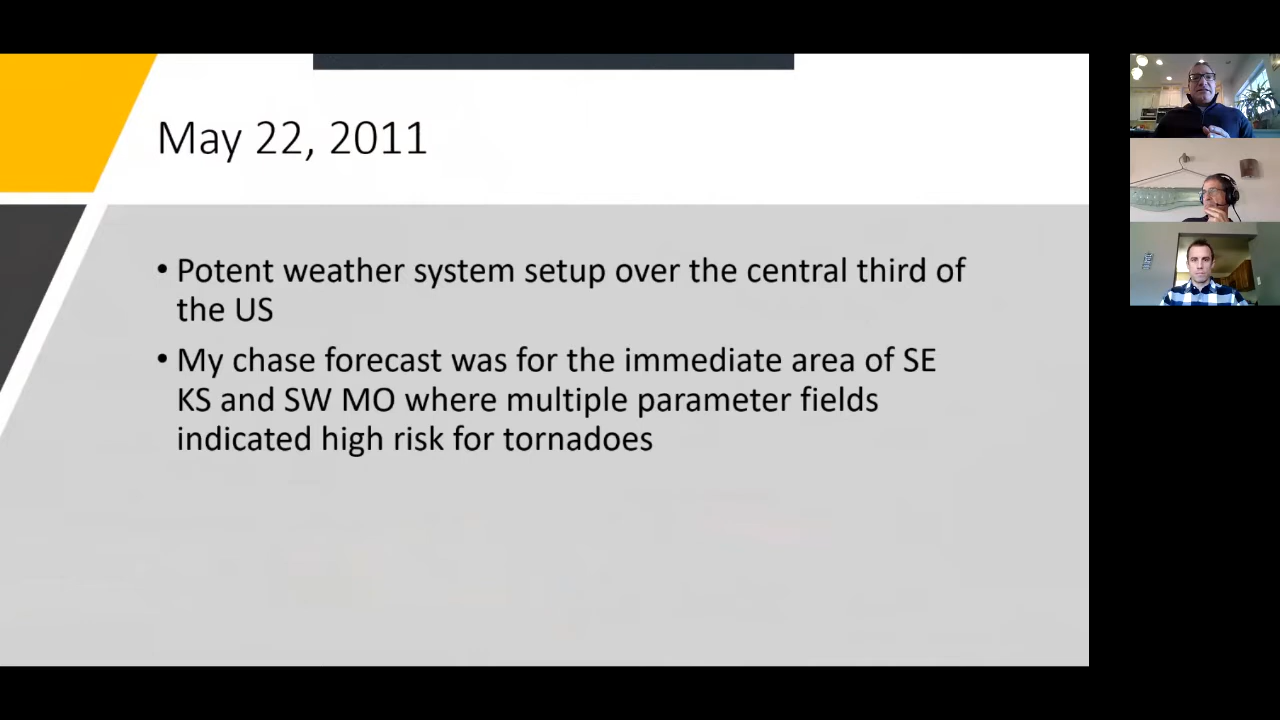 May 22, 2011
• Potent weather system setup over the central third of
the US
• My chase forecast was for the immediate area of SE
KS and SW MO where multiple parameter fields
indicated high risk for tornadoes